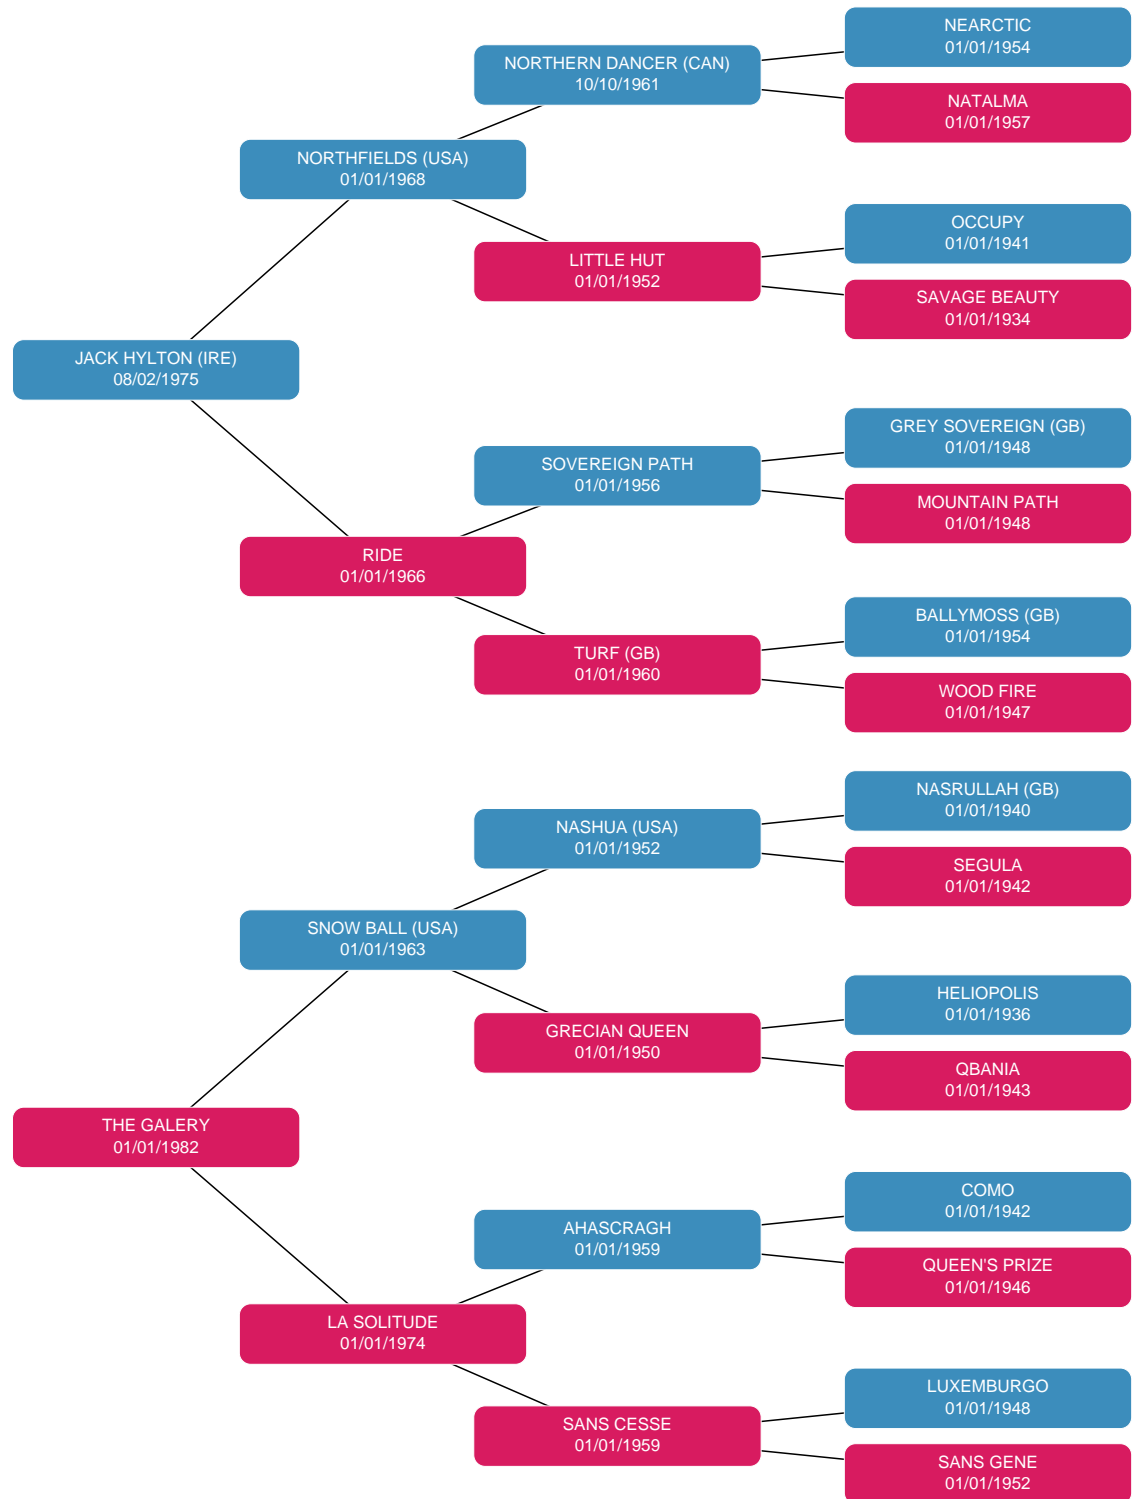 NEARCTIC
01/01/1954
NORTHERN DANCER (CAN)
10/10/1961
NATALMA
01/01/1957
NORTHFIELDS (USA)
01/01/1968
OCCUPY
01/01/1941
LITTLE HUT
01/01/1952
SAVAGE BEAUTY
01/01/1934
JACK HYLTON (IRE)
08/02/1975
GREY SOVEREIGN (GB)
01/01/1948
SOVEREIGN PATH
01/01/1956
MOUNTAIN PATH
01/01/1948
RIDE
01/01/1966
BALLYMOSS (GB)
01/01/1954
TURF (GB)
01/01/1960
WOOD FIRE
01/01/1947
NASRULLAH (GB)
01/01/1940
NASHUA (USA)
01/01/1952
SEGULA
01/01/1942
SNOW BALL (USA)
01/01/1963
HELIOPOLIS
01/01/1936
GRECIAN QUEEN
01/01/1950
QBANIA
01/01/1943
THE GALERY
01/01/1982
COMO
01/01/1942
AHASCRAGH
01/01/1959
QUEEN'S PRIZE
01/01/1946
LA SOLITUDE
01/01/1974
LUXEMBURGO
01/01/1948
SANS CESSE
01/01/1959
SANS GENE
01/01/1952